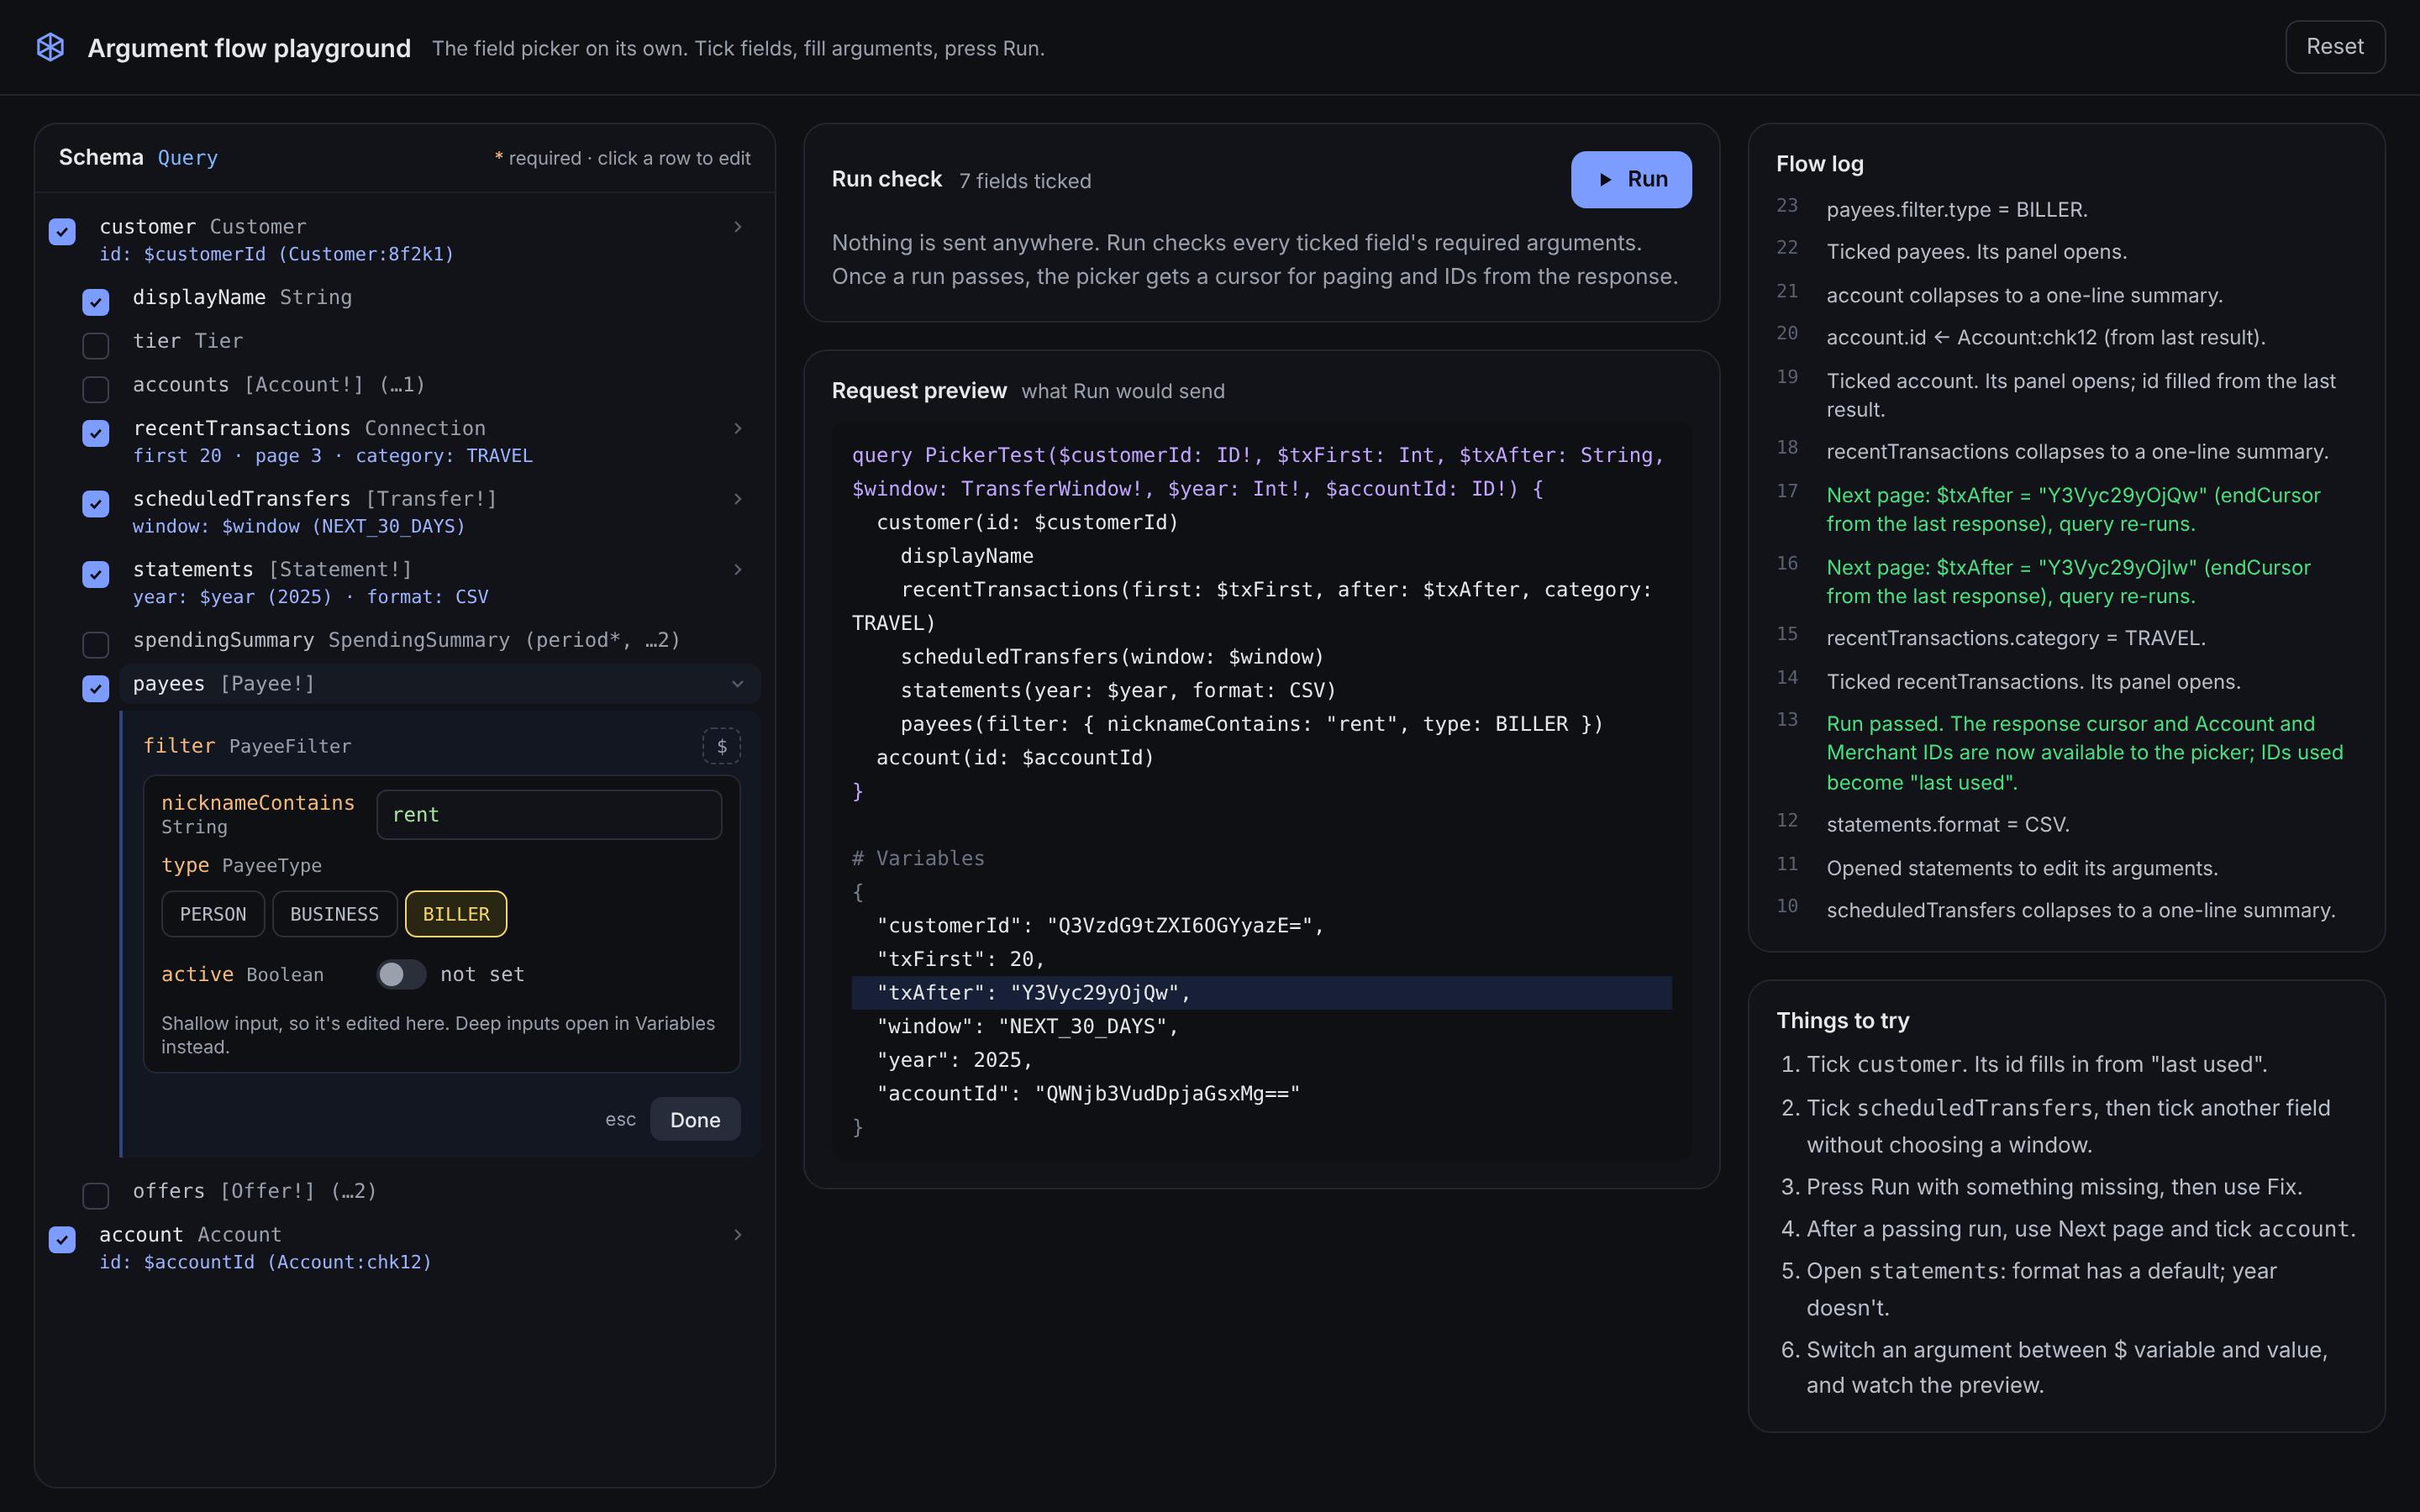 Argument flow playground The field picker on its own. Tick fields, fill arguments, press Run.
Reset
Schema Query
* required · click a row to edit
customer Customer
id: $customerId (Customer:8f2k1)
displayName String
tier Tier
accounts [Account!] (…1)
recentTransactions Connection
first 20 · page 3 · category: TRAVEL
scheduledTransfers [Transfer!]
window: $window (NEXT_30_DAYS)
statements [Statement!]
year: $year (2025) · format: CSV
spendingSummary SpendingSummary (period*, …2)
payees [Payee!]
filter PayeeFilter
$
nicknameContains
String
rent
type PayeeType
PERSON
BUSINESS
BILLER
active Boolean
not set
Shallow input, so it's edited here. Deep inputs open in Variables
instead.
esc
Done
offers [Offer!] (…2)
account Account
id: $accountId (Account:chk12)
Run check 7 fields ticked
Run
Nothing is sent anywhere. Run checks every ticked field's required arguments.
Once a run passes, the picker gets a cursor for paging and IDs from the response.
Request preview what Run would send
query PickerTest($customerId: ID!, $txFirst: Int, $txAfter: String,
$window: TransferWindow!, $year: Int!, $accountId: ID!) {
customer(id: $customerId)
displayName
recentTransactions(first: $txFirst, after: $txAfter, category:
TRAVEL)
scheduledTransfers(window: $window)
statements(year: $year, format: CSV)
payees(filter: { nicknameContains: "rent", type: BILLER })
account(id: $accountId)
}
# Variables
{
"customerId": "Q3VzdG9tZXI6OGYyazE=",
"txFirst": 20,
"txAfter": "Y3Vyc29yOjQw",
"window": "NEXT_30_DAYS",
"year": 2025,
"accountId": "QWNjb3VudDpjaGsxMg=="
}
Flow log
23 payees.filter.type = BILLER.
22 Ticked payees. Its panel opens.
21 account collapses to a one-line summary.
20 account.id ← Account:chk12 (from last result).
19 Ticked account. Its panel opens; id filled from the last
result.
18 recentTransactions collapses to a one-line summary.
17 Next page: $txAfter = "Y3Vyc29yOjQw" (endCursor
from the last response), query re-runs.
16 Next page: $txAfter = "Y3Vyc29yOjIw" (endCursor
from the last response), query re-runs.
15 recentTransactions.category = TRAVEL.
14 Ticked recentTransactions. Its panel opens.
13 Run passed. The response cursor and Account and
Merchant IDs are now available to the picker; IDs used
become "last used".
12 statements.format = CSV.
11 Opened statements to edit its arguments.
10 scheduledTransfers collapses to a one-line summary.
Things to try
1. Tick customer. Its id fills in from "last used".
2. Tick scheduledTransfers, then tick another field
without choosing a window.
3. Press Run with something missing, then use Fix.
4. After a passing run, use Next page and tick account.
5. Open statements: format has a default; year
doesn't.
6. Switch an argument between $ variable and value,
and watch the preview.